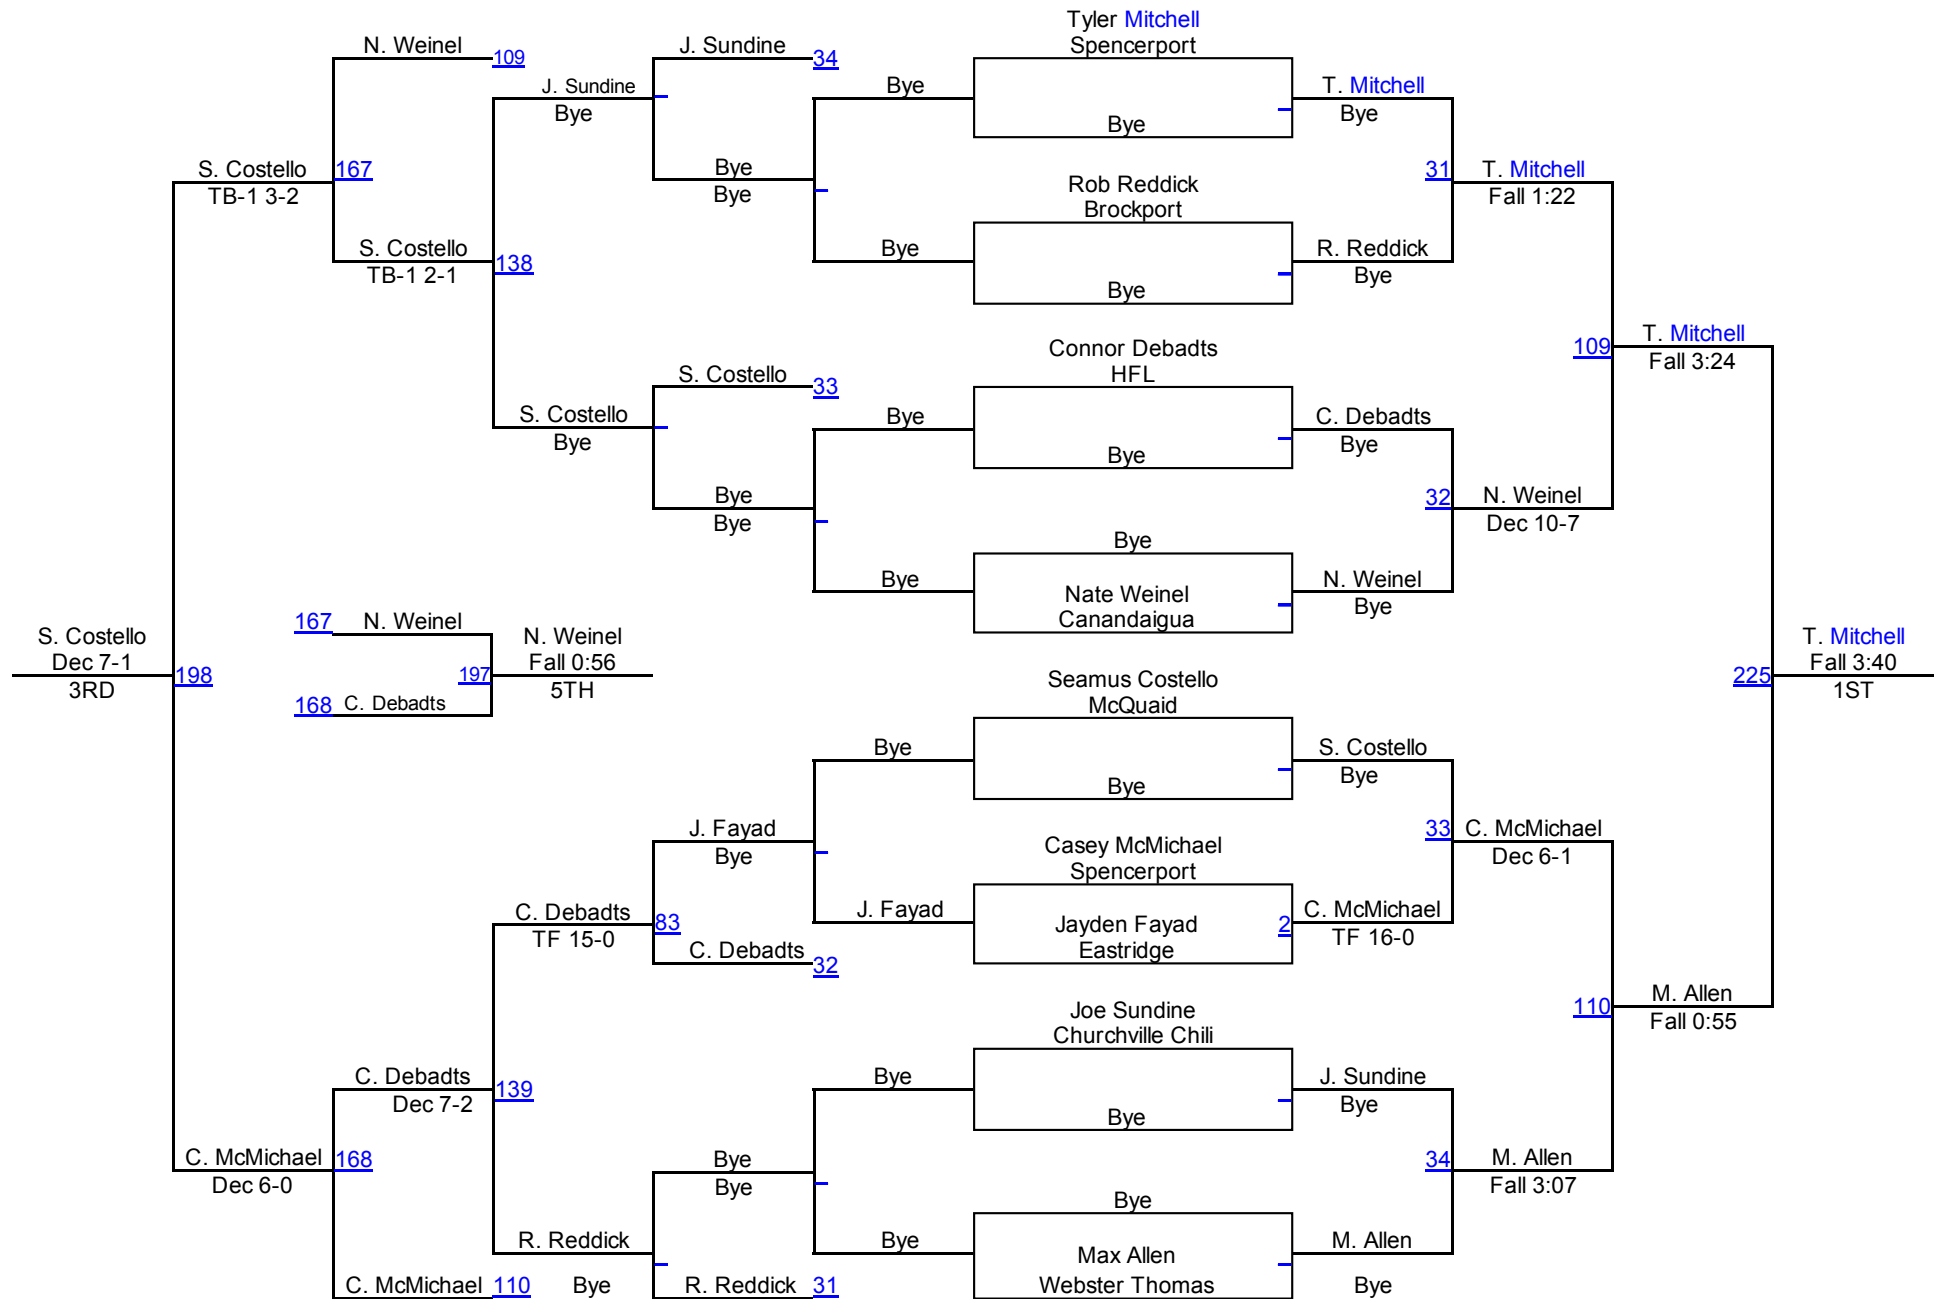 Tyler Mitchell
N. Weinel 109 J. Sundine 34 Spencerport
J. Sundine Bye T. Mitchell
Bye Bye Bye
S. Costello 167 Bye 31 T. Mitchell
TB-1 3-2 Bye Rob Reddick Fall 1:22
Brockport
S. Costello 138 Bye R. Reddick
TB-1 2-1 Bye Bye
Connor Debadts 109 T. Mitchell
S. Costello 33 HFL Fall 3:24
S. Costello Bye C. Debadts
Bye Bye Bye
Bye 32 N. Weinel
Bye Bye Dec 10-7
Bye Nate Weinel N. Weinel
167 N. Weinel Canandaigua Bye
S. Costello N. Weinel T. Mitchell
Dec 7-1 198 197 Fall 0:56 Seamus Costello 225 Fall 3:40
3RD 168 C. Debadts 5TH McQuaid 1ST
Bye S. Costello
Bye Bye
J. Fayad 33 C. McMichael
Bye Casey McMichael Dec 6-1
Spencerport
C. Debadts 83 J. Fayad Jayden Fayad 2 C. McMichael
TF 15-0 C. Debadts 32 Eastridge TF 16-0
Joe Sundine 110 M. Allen
Churchville Chili Fall 0:55
C. Debadts 139 Bye J. Sundine
Dec 7-2 Bye Bye
C. McMichael 168 Bye 34 M. Allen
Dec 6-0 Bye Bye Fall 3:07
R. Reddick Bye Max Allen M. Allen
C. McMichael 110 Bye R. Reddick 31 Webster Thomas Bye